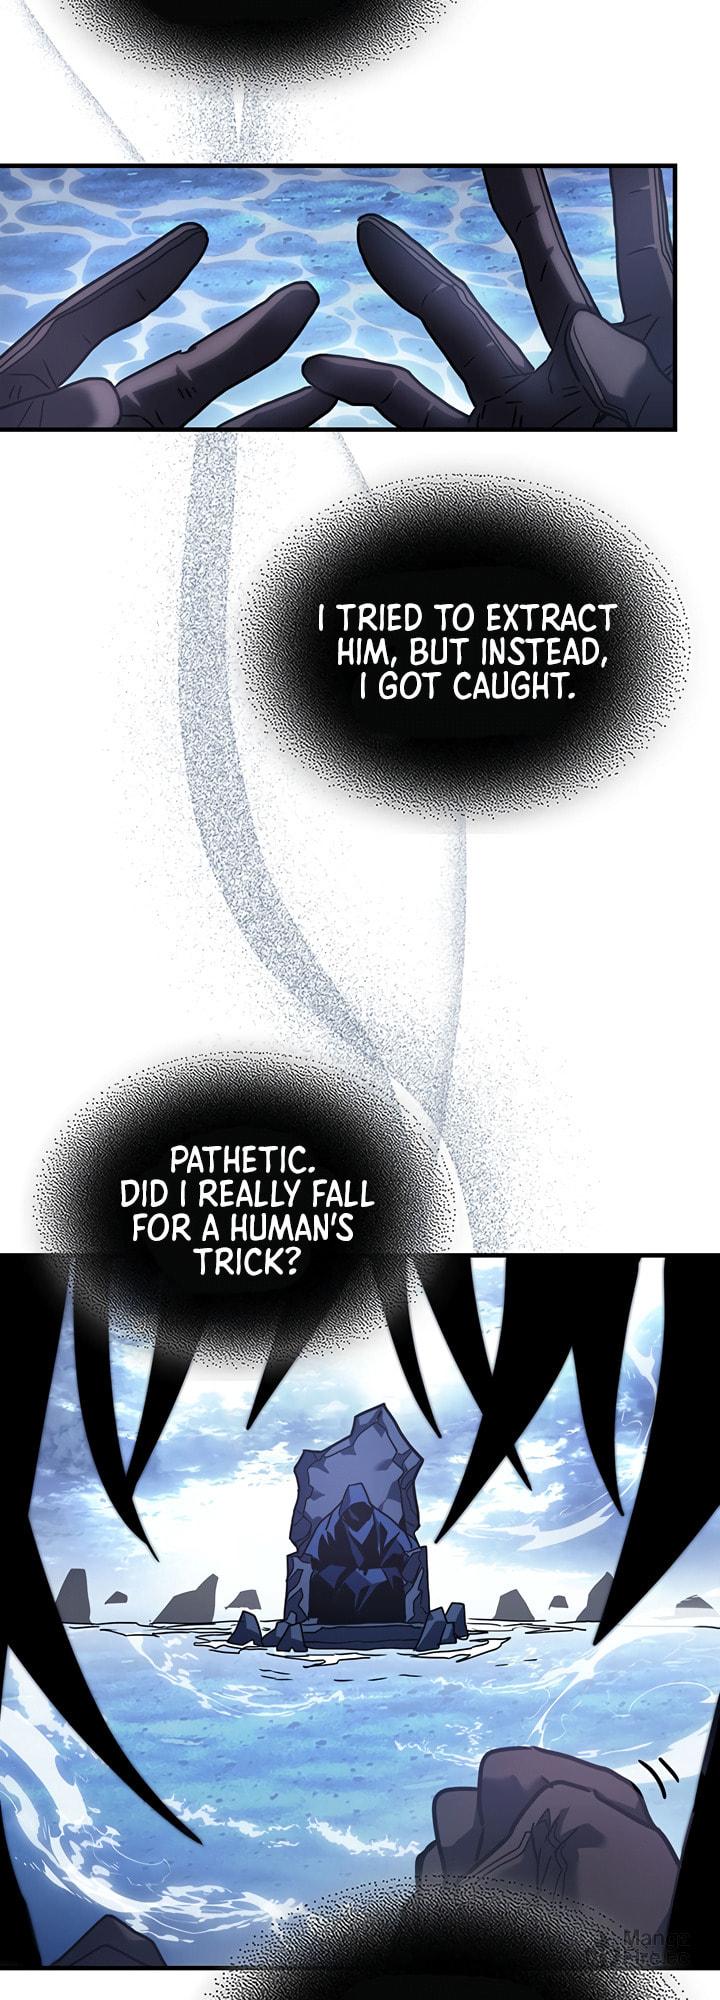 I TRIED TO EXTRACT
HIM, BUT INSTEAD,
I GOT CAUGHT.
PATHETIC.
DID I REALLY FALL
FOR A HUMAN'S
TRICK?